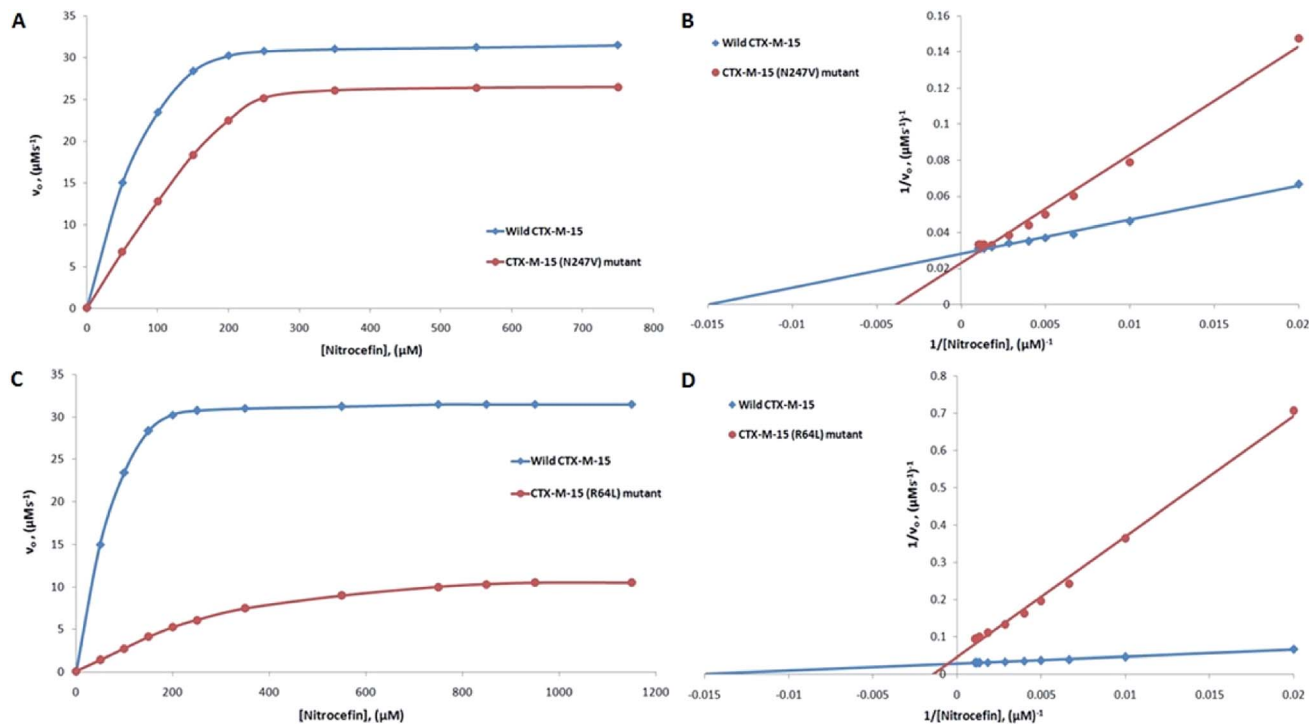 A
35
30
25
20
15
10
5
0
0 100 200 300 400 500 600 700 800
vₒ, (µMs⁻¹)
[Nitrocefin], (µM)
Wild CTX-M-15
CTX-M-15 (N247V) mutant
B
Wild CTX-M-15
CTX-M-15 (N247V) mutant
0.16
0.14
0.12
0.1
0.08
0.06
0.04
0.02
0
-0.015 -0.01 -0.005 0 0.005 0.01 0.015 0.02
1/vₒ, (µMs⁻¹)⁻¹
1/[Nitrocefin], (µM)⁻¹
C
35
30
25
20
15
10
5
0
0 200 400 600 800 1000 1200
vₒ, (µMs⁻¹)
[Nitrocefin], (µM)
Wild CTX-M-15
CTX-M-15 (R64L) mutant
D
Wild CTX-M-15
CTX-M-15 (R64L) mutant
0.8
0.7
0.6
0.5
0.4
0.3
0.2
0.1
0
-0.015 -0.01 -0.005 0 0.005 0.01 0.015 0.02
1/vₒ, (µMs⁻¹)⁻¹
1/[Nitrocefin], (µM)⁻¹